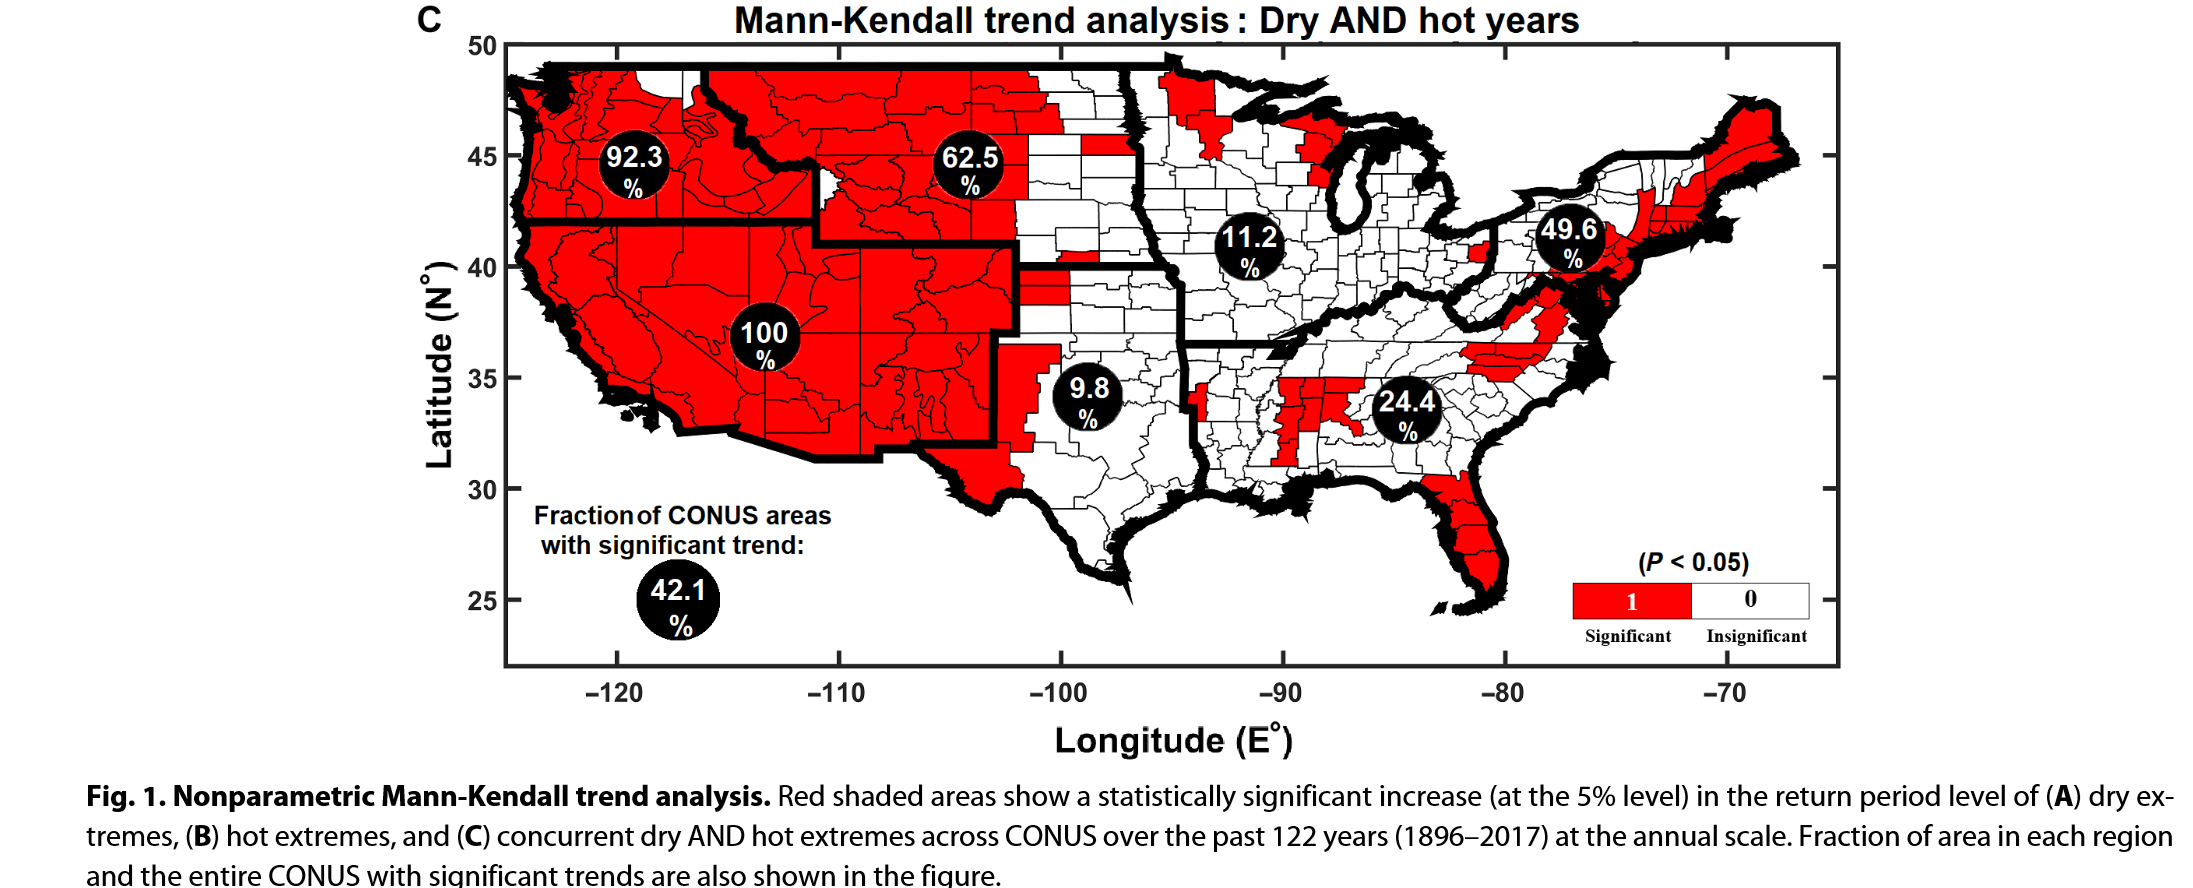 C
Mann-Kendall trend analysis : Dry AND hot years
50
45
40
35
30
25
Latitude (N°)
92.3
%
62.5
%
49.6
%
11.2
%
100
%
9.8
%
24.4
%
Fraction of CONUS areas
with significant trend:
42.1
%
(P < 0.05)
1 0
Significant Insignificant
−120 −110 −100 −90 −80 −70
Longitude (E°)
Fig. 1. Nonparametric Mann-Kendall trend analysis. Red shaded areas show a statistically significant increase (at the 5% level) in the return period level of (A) dry ex-
tremes, (B) hot extremes, and (C) concurrent dry AND hot extremes across CONUS over the past 122 years (1896–2017) at the annual scale. Fraction of area in each region
and the entire CONUS with significant trends are also shown in the figure.